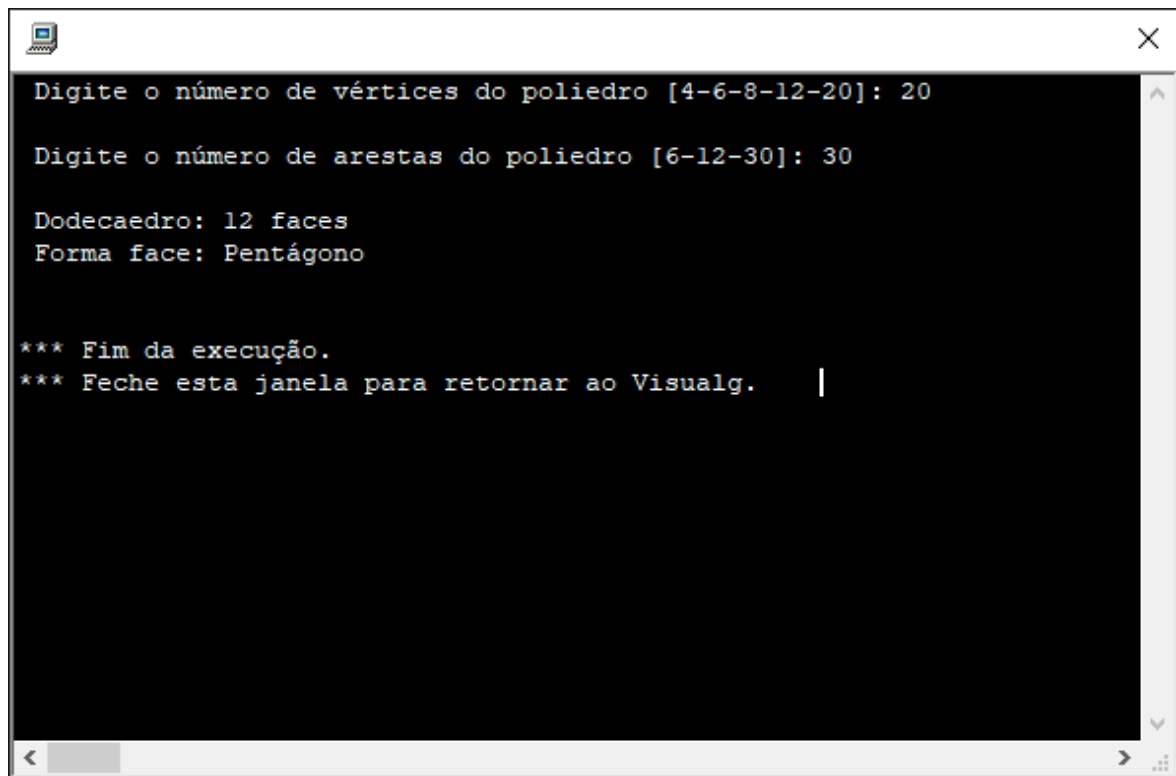 Digite o número de vértices do poliedro [4-6-8-12-20]: 20
Digite o número de arestas do poliedro [6-12-30]: 30
Dodecaedro: 12 faces
Forma face: Pentágono
*** Fim da execução.
*** Feche esta janela para retornar ao Visualg.